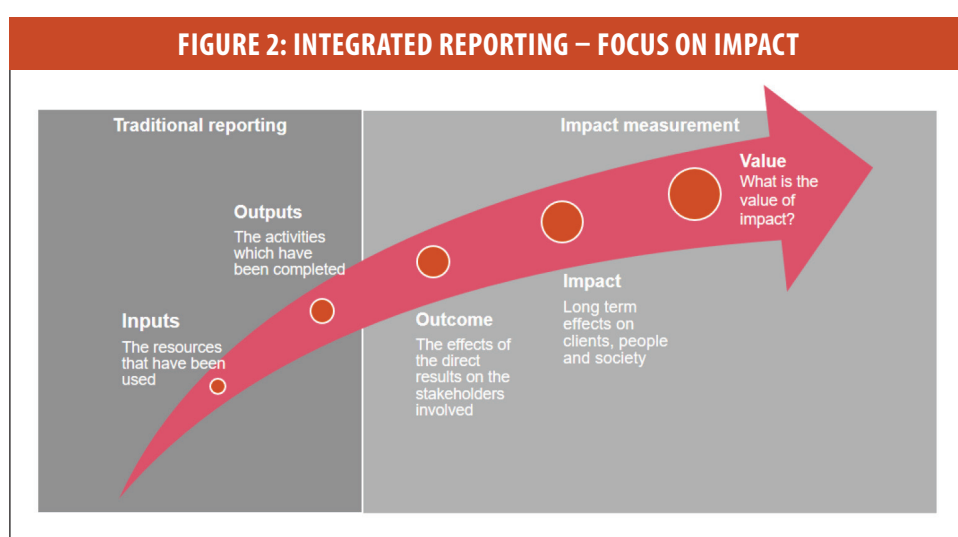 FIGURE 2: INTEGRATED REPORTING – FOCUS ON IMPACT
Traditional reporting
Inputs
The resources
that have been
used
Outputs
The activities
which have
been completed
Impact measurement
Outcome
The effects of
the direct
results on the
stakeholders
involved
Impact
Long term
effects on
clients, people
and society
Value
What is the
value of
impact?